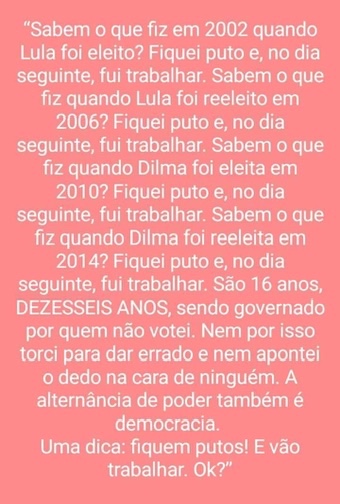 “Sabem o que fiz em 2002 quando
Lula foi eleito? Fiquei puto e, no dia
seguinte, fui trabalhar. Sabem o que
fiz quando Lula foi reeleito em
2006? Fiquei puto e, no dia
seguinte, fui trabalhar. Sabem o que
fiz quando Dilma foi eleita em
2010? Fiquei puto e, no dia
seguinte, fui trabalhar. Sabem o que
fiz quando Dilma foi reeleita em
2014? Fiquei puto e, no dia
seguinte, fui trabalhar. São 16 anos,
DEZESSEIS ANOS, sendo governado
por quem não votei. Nem por isso
torci para dar errado e nem apontei
o dedo na cara de ninguém. A
alternância de poder também é
democracia.
Uma dica: fiquem putos! E vão
trabalhar. Ok?”